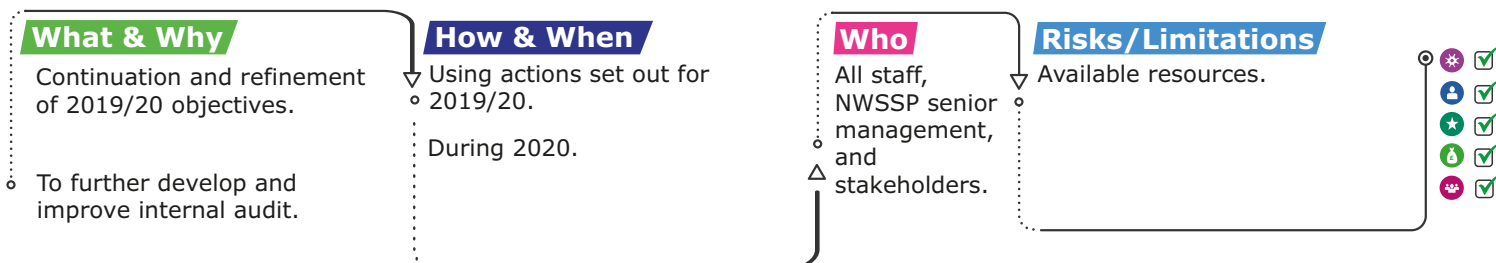 What & Why
Continuation and refinement
of 2019/20 objectives.
To further develop and
improve internal audit.
How & When
Using actions set out for
2019/20.
During 2020.
Who
All staff,
NWSSP senior
management,
and
stakeholders.
Risks/Limitations
Available resources.
£